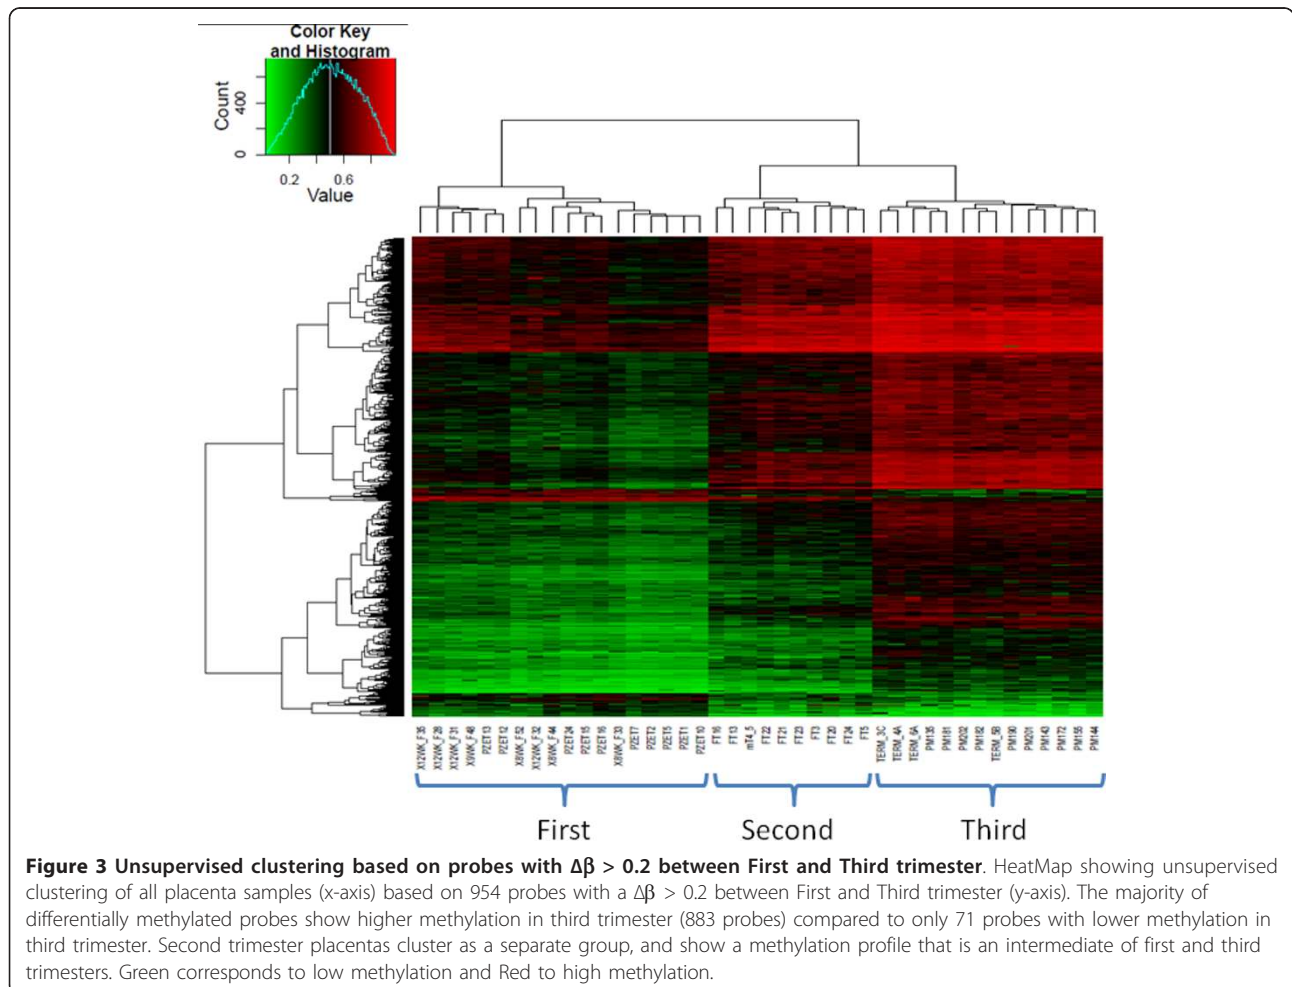 Color Key
and Histogram
Count
400
0
0.2 0.6
Value
X12WK_F28
X12WK_F31
X9WK_F48
PZET13
PZET12
X8WK_F52
X12WK_F32
X8WK_F44
PZET24
PZET15
PZET16
X8WK_F33
PZET7
PZET2
PZET5
PZET1
PZET10
FT16
FT13
mT4_5
FT22
FT21
FT23
FT3
FT20
FT24
FT5
TERM_3C
TERM_4A
TERM_6A
PM135
PM181
PM202
PM182
TERM_5B
PM190
PM201
PM143
PM172
PM155
PM144
First Second Third
Figure 3 Unsupervised clustering based on probes with Δβ > 0.2 between First and Third trimester. HeatMap showing unsupervised
clustering of all placenta samples (x-axis) based on 954 probes with a Δβ > 0.2 between First and Third trimester (y-axis). The majority of
differentially methylated probes show higher methylation in third trimester (883 probes) compared to only 71 probes with lower methylation in
third trimester. Second trimester placentas cluster as a separate group, and show a methylation profile that is an intermediate of first and third
trimesters. Green corresponds to low methylation and Red to high methylation.